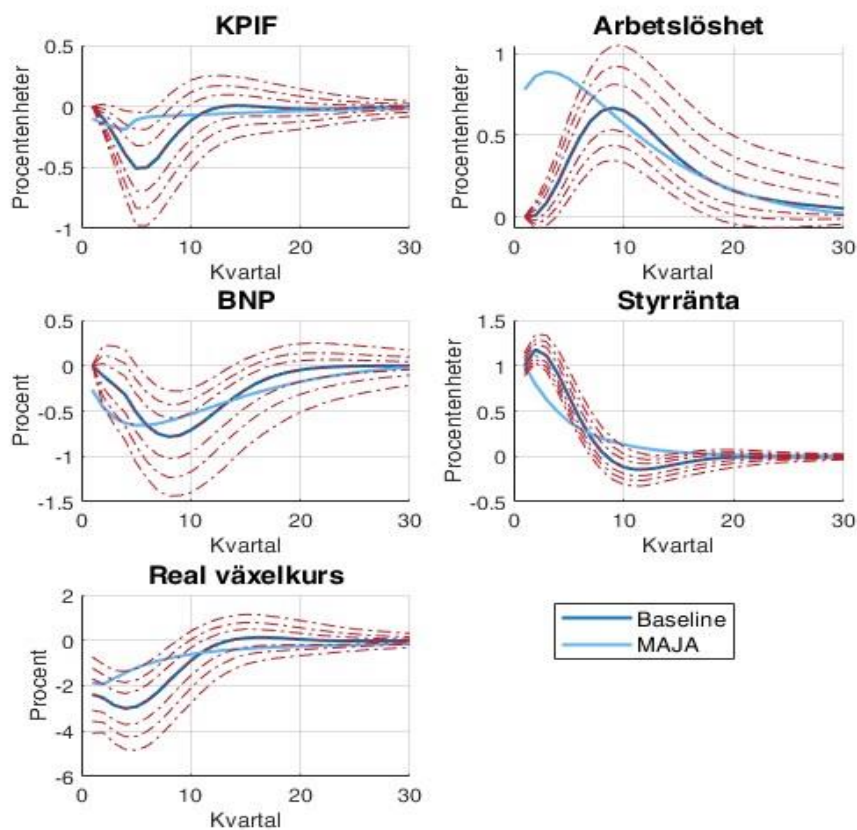 KPIF
Procentenheter
0.5
0
-0.5
-1
0
10
20
30
Kvartal
Arbetslöshet
Procentenheter
1
0.5
0
0
10
20
30
Kvartal
BNP
Procent
0.5
0
-0.5
-1
-1.5
0
10
20
30
Kvartal
Styrränta
Procentenheter
1.5
1
0.5
0
-0.5
0
10
20
30
Kvartal
Real växelkurs
Procent
2
0
-2
-4
-6
0
10
20
30
Kvartal
Baseline
MAJA